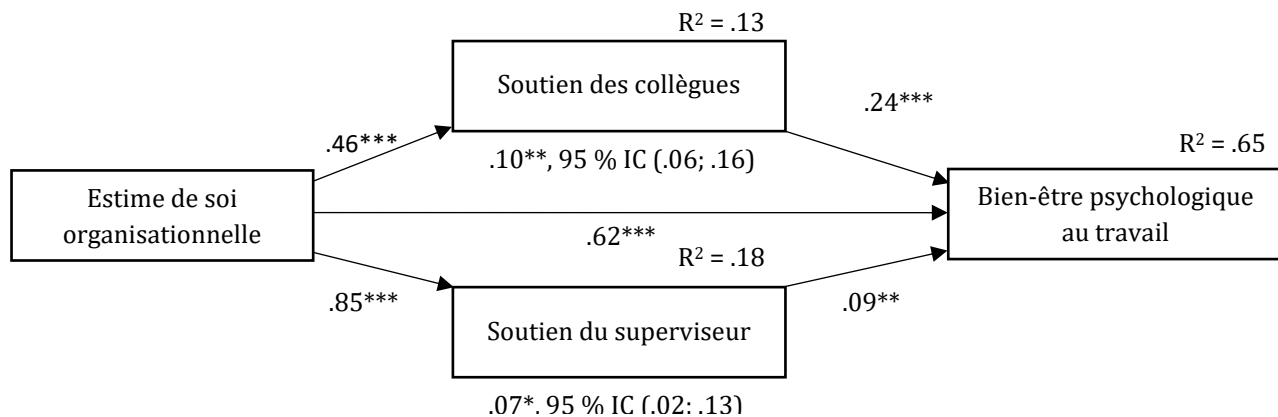 R² = .13
Soutien des collègues
.24***
.46***
.10**, 95 % IC (.06; .16)
R² = .65
Estime de soi
organisationnelle
Bien-être psychologique
au travail
.62***
R² = .18
.85***
.09**
Soutien du superviseur
.07*, 95 % IC (.02; .13)